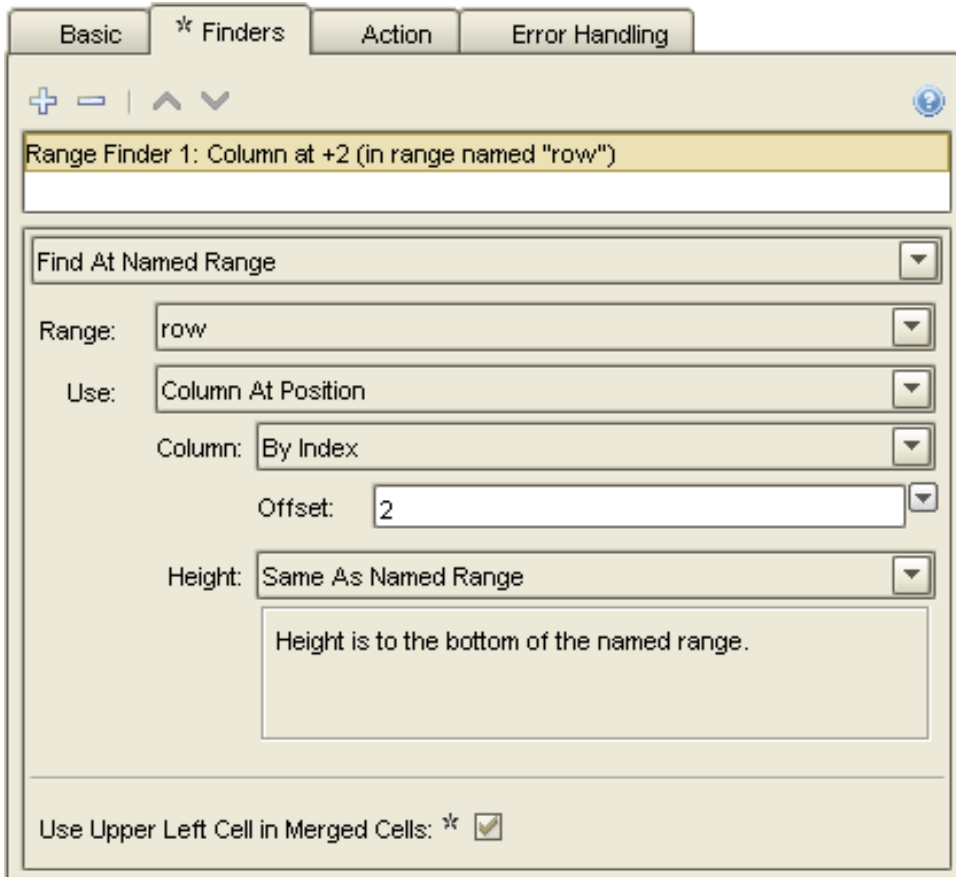 Basic * Finders Action Error Handling
Range Finder 1: Column at +2 (in range named "row")
Find At Named Range
Range: row
Use: Column At Position
Column: By Index
Offset: 2
Height: Same As Named Range
Height is to the bottom of the named range.
Use Upper Left Cell in Merged Cells: *